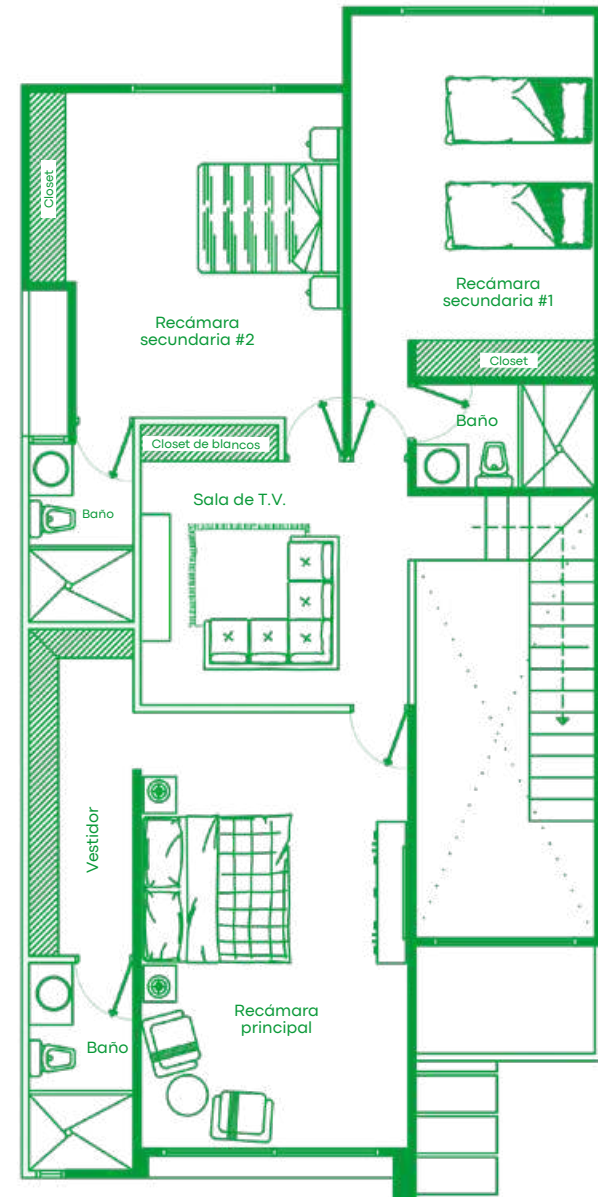 Closet
Recámara
secundaria #1
Recámara
secundaria #2
Closet
Baño
Closet de blancos
Sala de T.V.
Baño
Vestidor
Recámara
principal
Baño